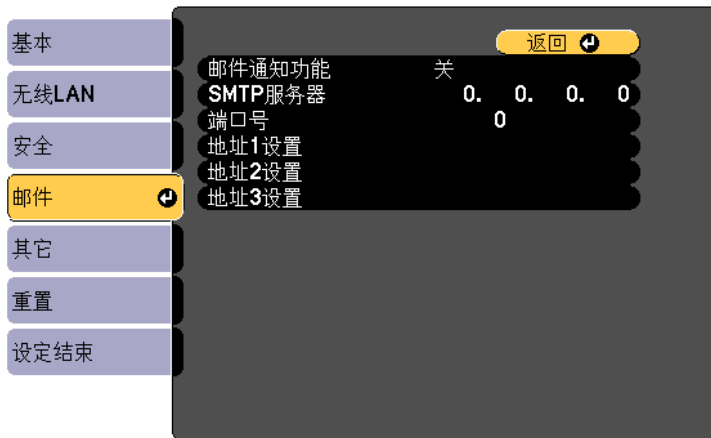 基本
无线LAN
安全
邮件
其它
重置
设定结束
返回
邮件通知功能 关
SMTP服务器 0. 0. 0. 0
端口号 0
地址1设置
地址2设置
地址3设置